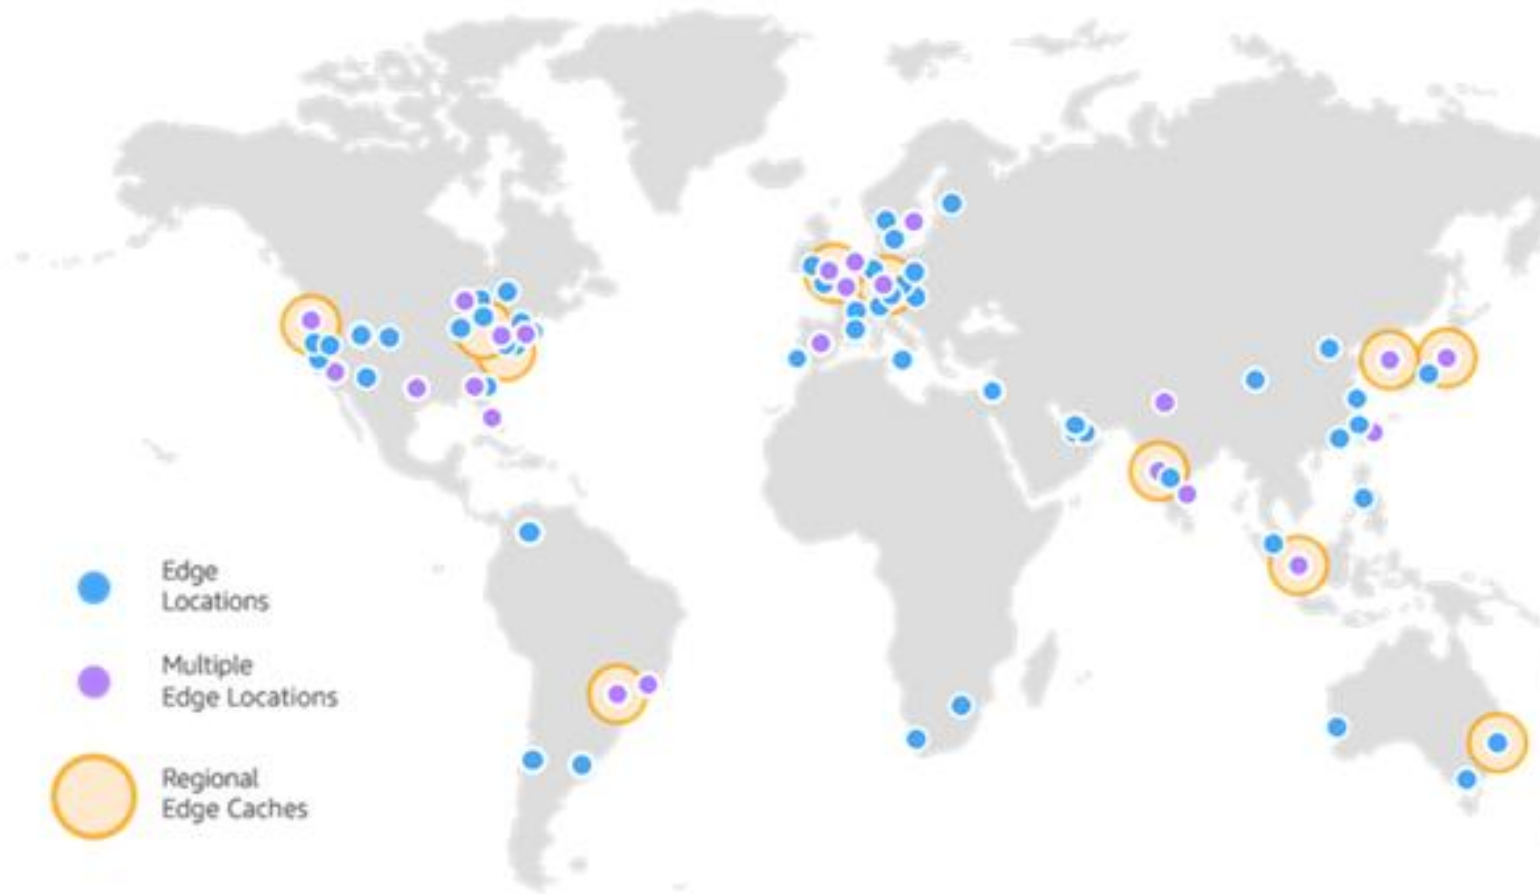 Edge
Locations
Multiple
Edge Locations
Regional
Edge Caches